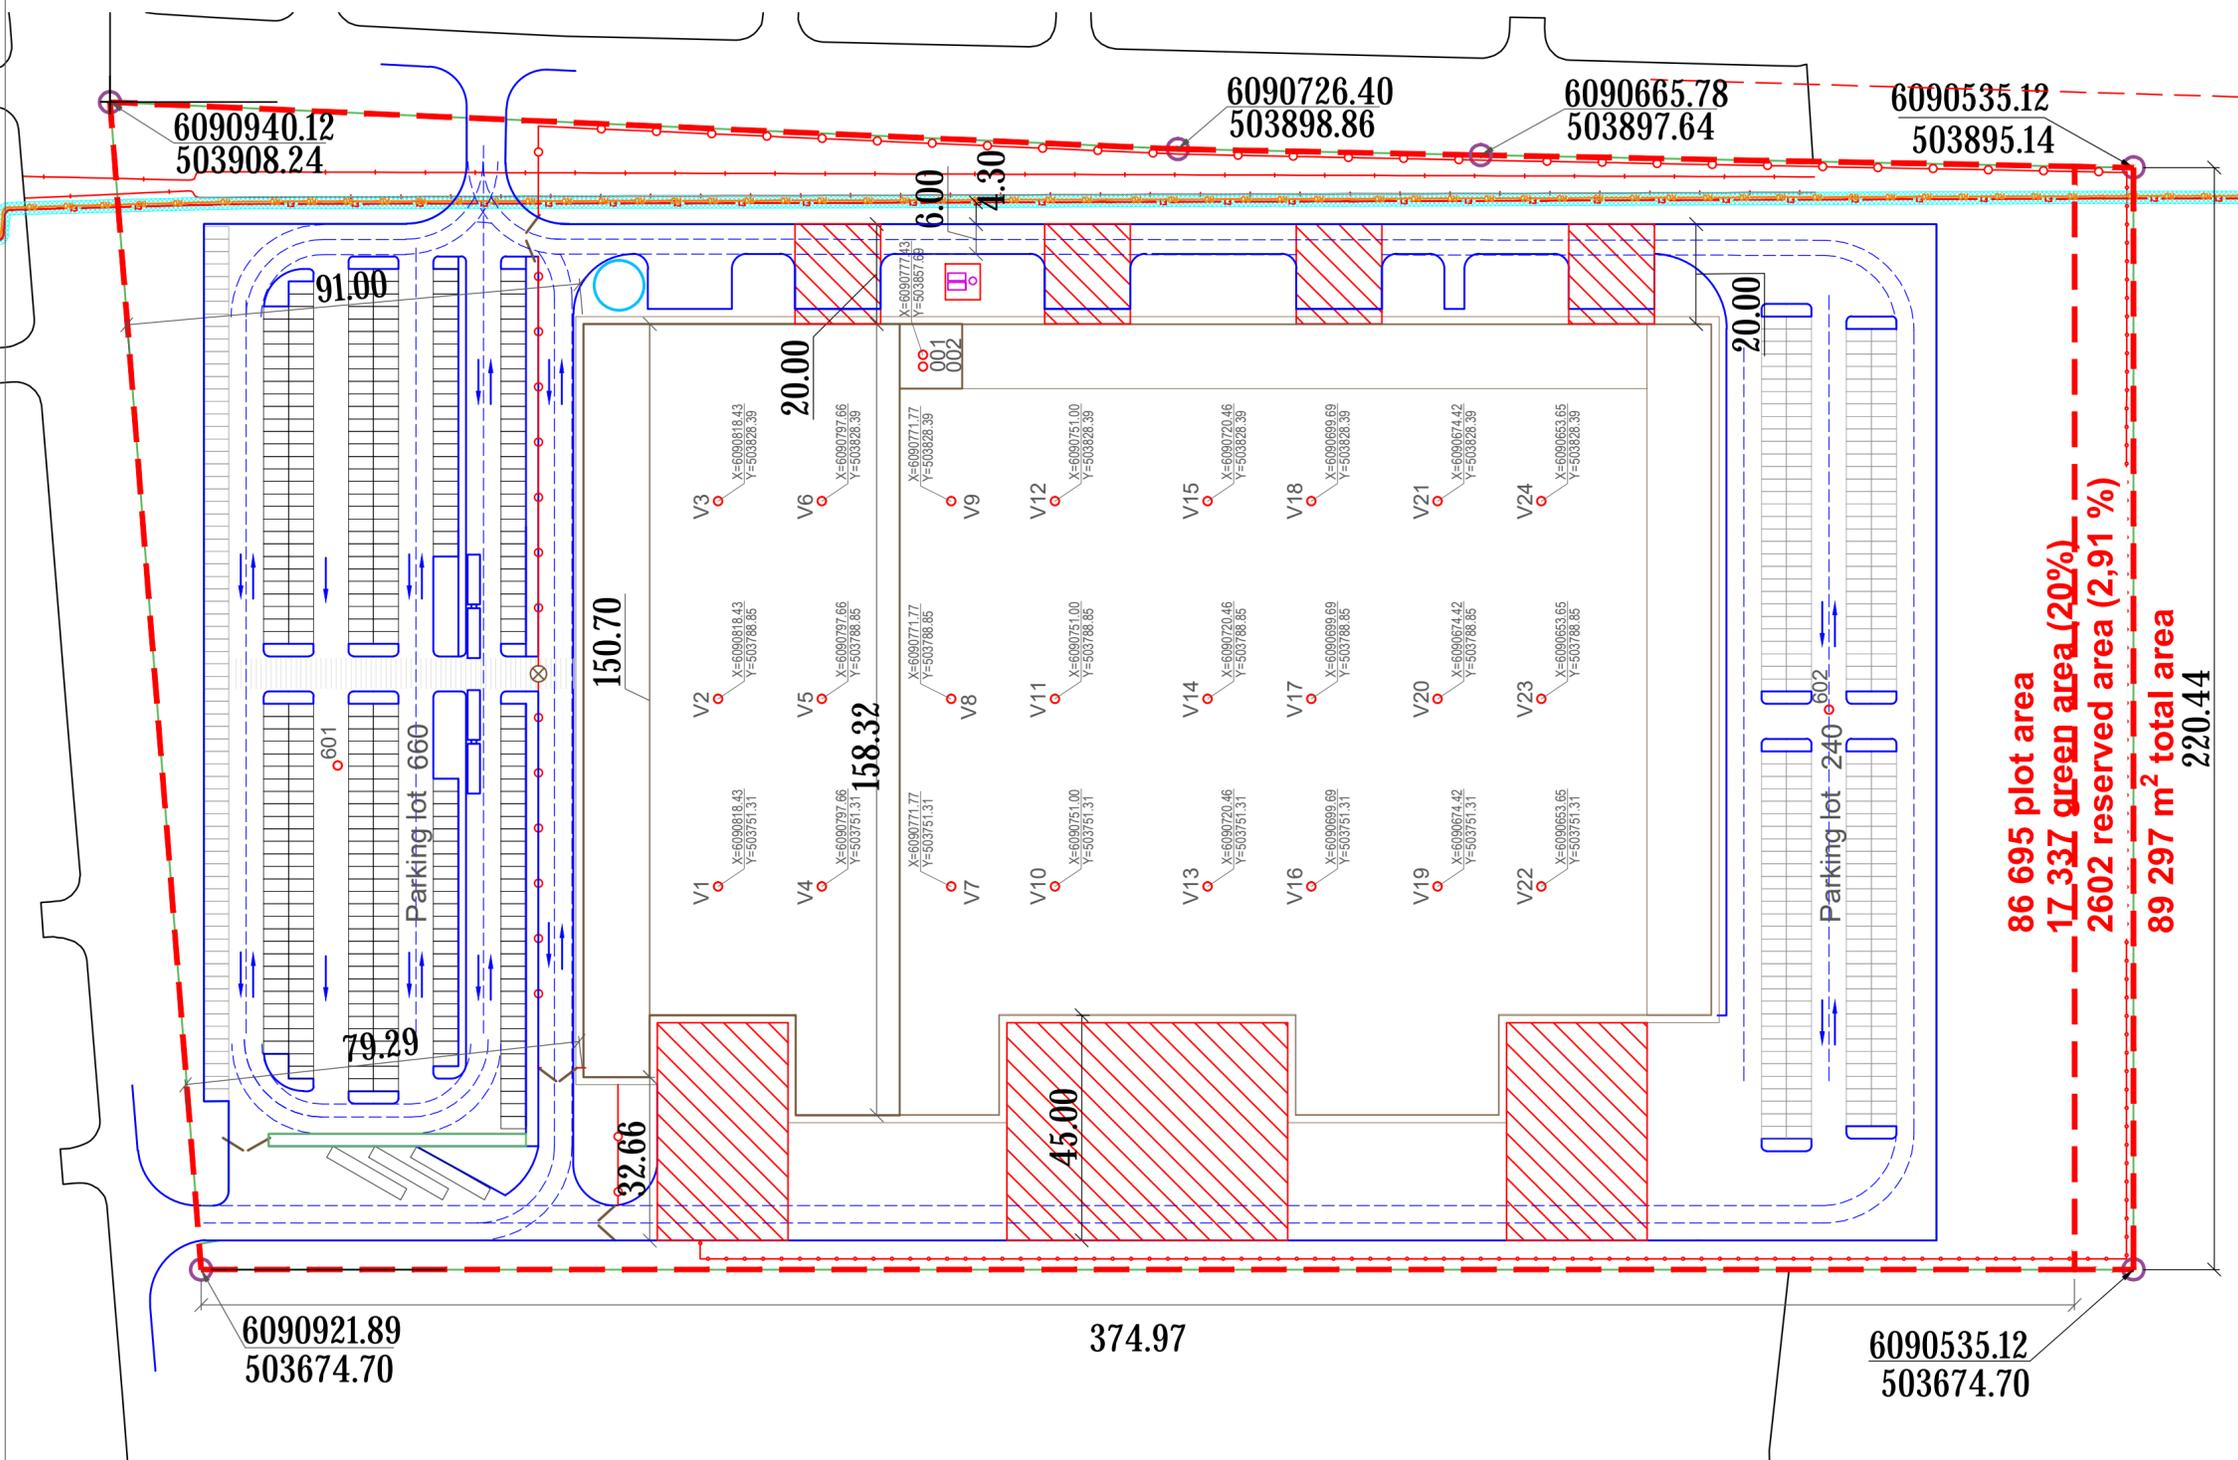 6090940.12
503908.24
6090726.40
503898.86
6090665.78
503897.64
6090535.12
503895.14
6.00
4.30
91.00
X=6090777.43
Y=503857.69
20.00
20.00
001
002
V3
X=6090818.43
Y=503828.39
V6
X=6090797.66
Y=503828.39
X=6090771.77
Y=503828.39
V9
V12
X=6090751.00
Y=503828.39
V15
X=6090720.46
Y=503828.39
V18
X=6090699.69
Y=503828.39
V21
X=6090674.42
Y=503828.39
V24
X=6090653.65
Y=503828.39
150.70
V2
X=6090818.43
Y=503788.85
V5
X=6090797.66
Y=503788.85
X=6090771.77
Y=503788.85
V8
V11
X=6090751.00
Y=503788.85
V14
X=6090720.46
Y=503788.85
V17
X=6090699.69
Y=503788.85
V20
X=6090674.42
Y=503788.85
V23
X=6090653.65
Y=503788.85
158.32
601
Parking lot 660
602
Parking lot 240
V1
X=6090818.43
Y=503751.31
V4
X=6090797.66
Y=503751.31
X=6090771.77
Y=503751.31
V7
V10
X=6090751.00
Y=503751.31
V13
X=6090720.46
Y=503751.31
V16
X=6090699.69
Y=503751.31
V19
X=6090674.42
Y=503751.31
V22
X=6090653.65
Y=503751.31
86 695 plot area
17 337 green area (20%)
2602 reserved area (2,91 %)
89 297 m² total area
220.44
79.29
32.66
45.00
374.97
6090921.89
503674.70
6090535.12
503674.70